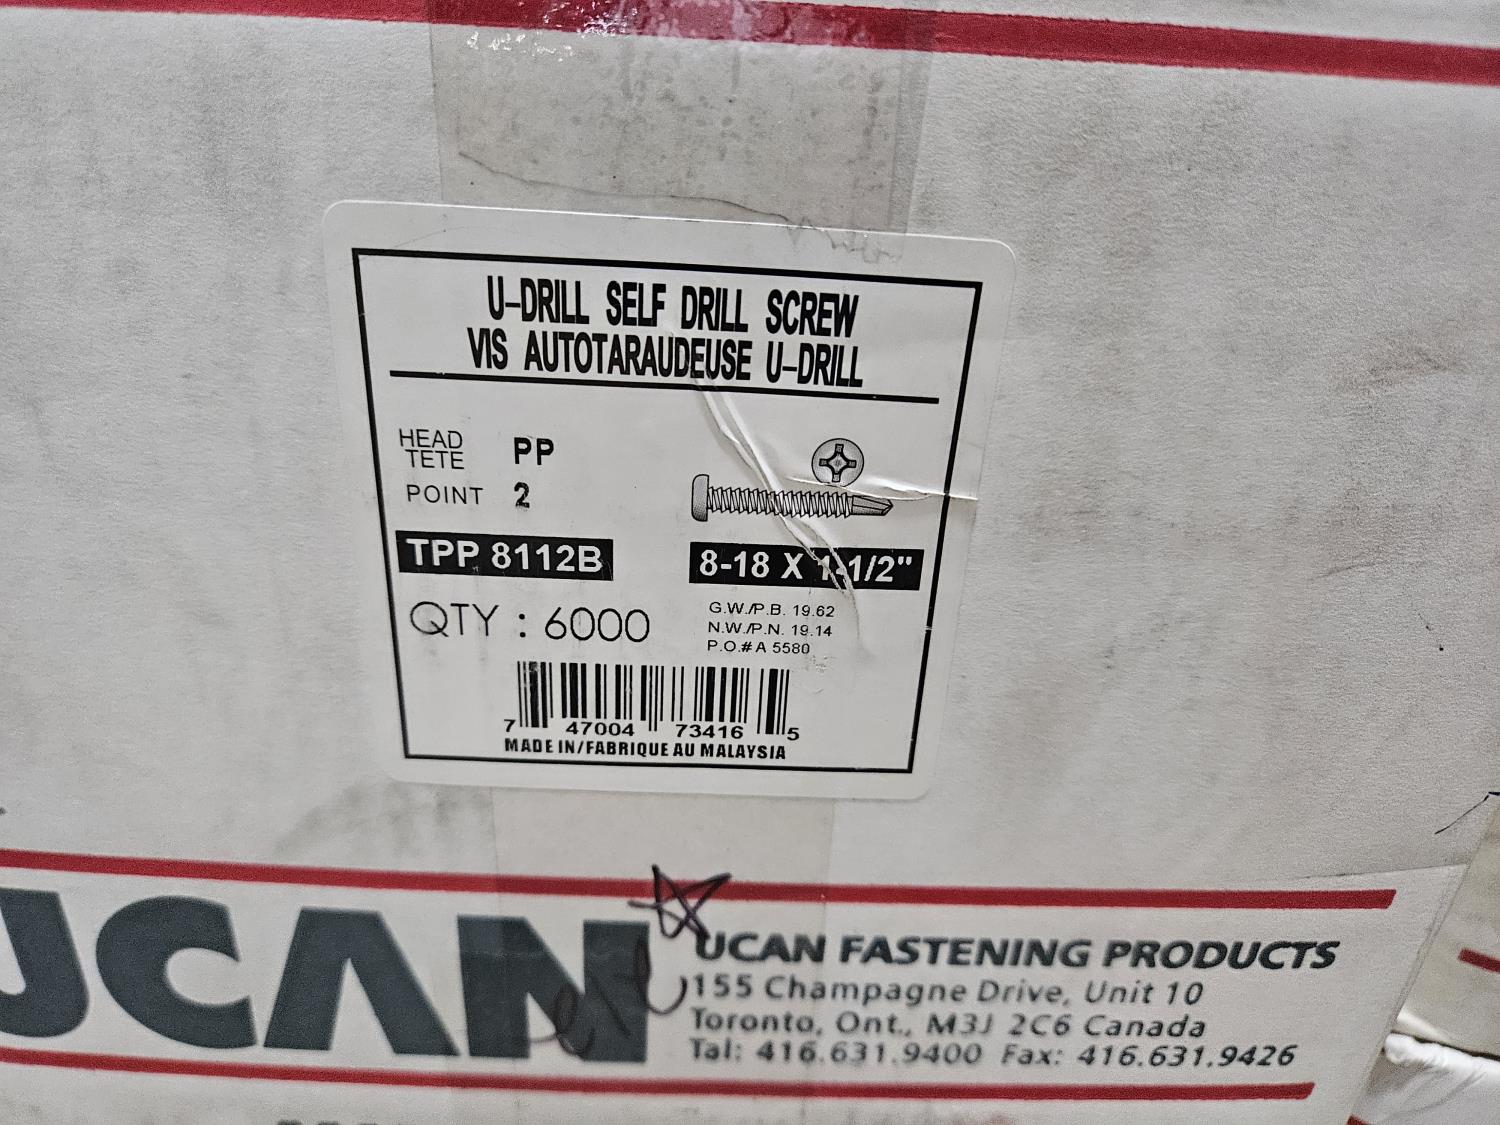 U-DRILL SELF DRILL SCREW
VIS AUTOTARAUDEUSE U-DRILL
HEAD
TETE
PP
POINT 2
TPP 8112B
8-18 X 1-1/2"
QTY : 6000
G.W./P.B. 19.62
N.W./P.N. 19.14
P.O.# A 5580
7 47004 73416 5
MADE IN/FABRIQUE AU MALAYSIA
UCAN
UCAN FASTENING PRODUCTS
155 Champagne Drive, Unit 10
Toronto, Ont., M3J 2C6 Canada
Tal: 416.631.9400 Fax: 416.631.9426